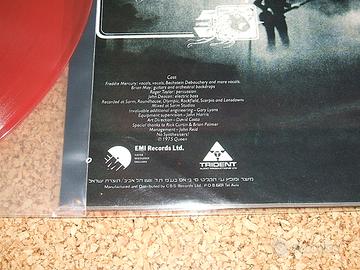 Cast
Freddie Mercury: vocals, vocals, Bechstein Debauchery and more vocals.
Brian May: guitars and orchestral backdrops
Roger Taylor: percussion
John Deacon: electric bass
Recorded at Sarm, Roundhouse, Olympic, Rockfield, Scorpio and Lansdowne
Mixed at Sarm Studios
Invaluable additional engineering - Gary Lyons
Equipment supervision - John Harris
Art Direction - David Costa
Special thanks to Rick Curtin & Brian Palmer
Management - John Reid
No Synthesisers!
℗ 1975 Queen
EMI Records Ltd.
TRIDENT
Manufactured and Distributed by C.B.S. Records Ltd. P.O.B. Tel Aviv